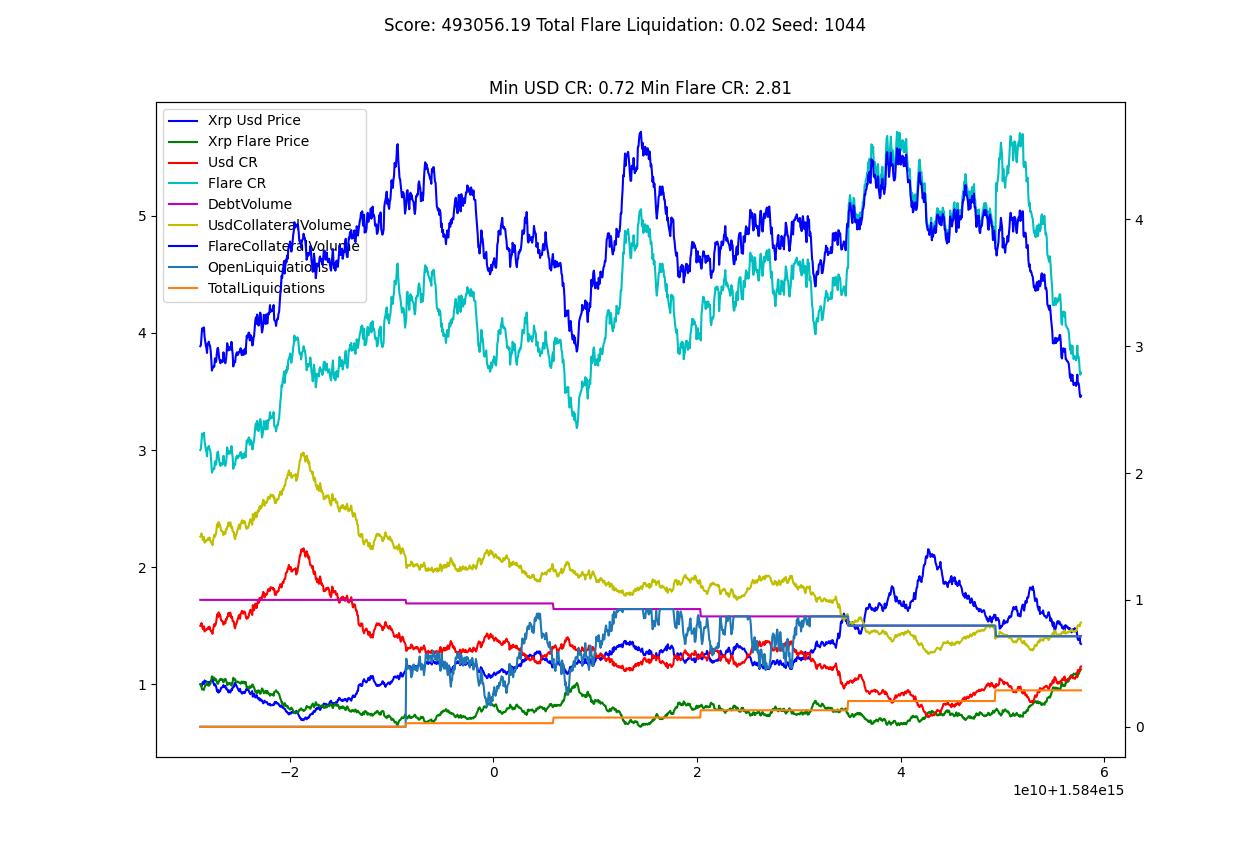 Score: 493056.19 Total Flare Liquidation: 0.02 Seed: 1044
Min USD CR: 0.72 Min Flare CR: 2.81
Xrp Usd Price
Xrp Flare Price
Usd CR
Flare CR
DebtVolume
UsdCollateralVolume
FlareCollateralVolume
OpenLiquidations
TotalLiquidations
5
4
3
2
1
4
3
2
1
0
−2
0
2
4
6
1e10+1.584e15